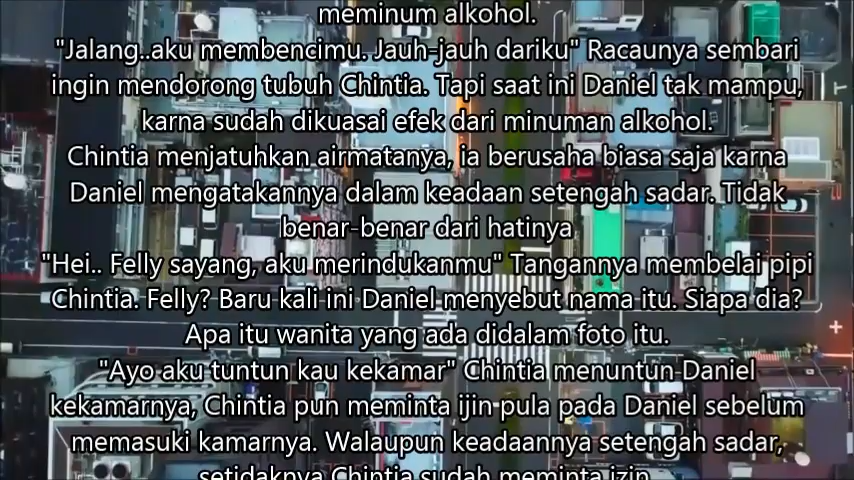 meminum alkohol.
"Jalang..aku membencimu. Jauh-jauh dariku" Racaunya sembari
ingin mendorong tubuh Chintia. Tapi saat ini Daniel tak mampu,
karna sudah dikuasai efek dari minuman alkohol.
Chintia menjatuhkan airmatanya, ia berusaha biasa saja karna
Daniel mengatakannya dalam keadaan setengah sadar. Tidak
benar-benar dari hatinya
"Hei.. Felly sayang, aku merindukanmu" Tangannya membelai pipi
Chintia. Felly? Baru kali ini Daniel menyebut nama itu. Siapa dia?
Apa itu wanita yang ada didalam foto itu.
"Ayo aku tuntun kau kekamar" Chintia menuntun Daniel
kekamarnya, Chintia pun meminta ijin pula pada Daniel sebelum
memasuki kamarnya. Walaupun keadaannya setengah sadar,
setidaknya Chintia sudah meminta izin.